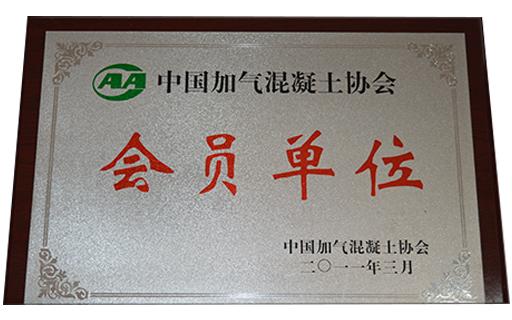 AA 中国加气混凝土协会
会员单位
中国加气混凝土协会
二〇一一年三月